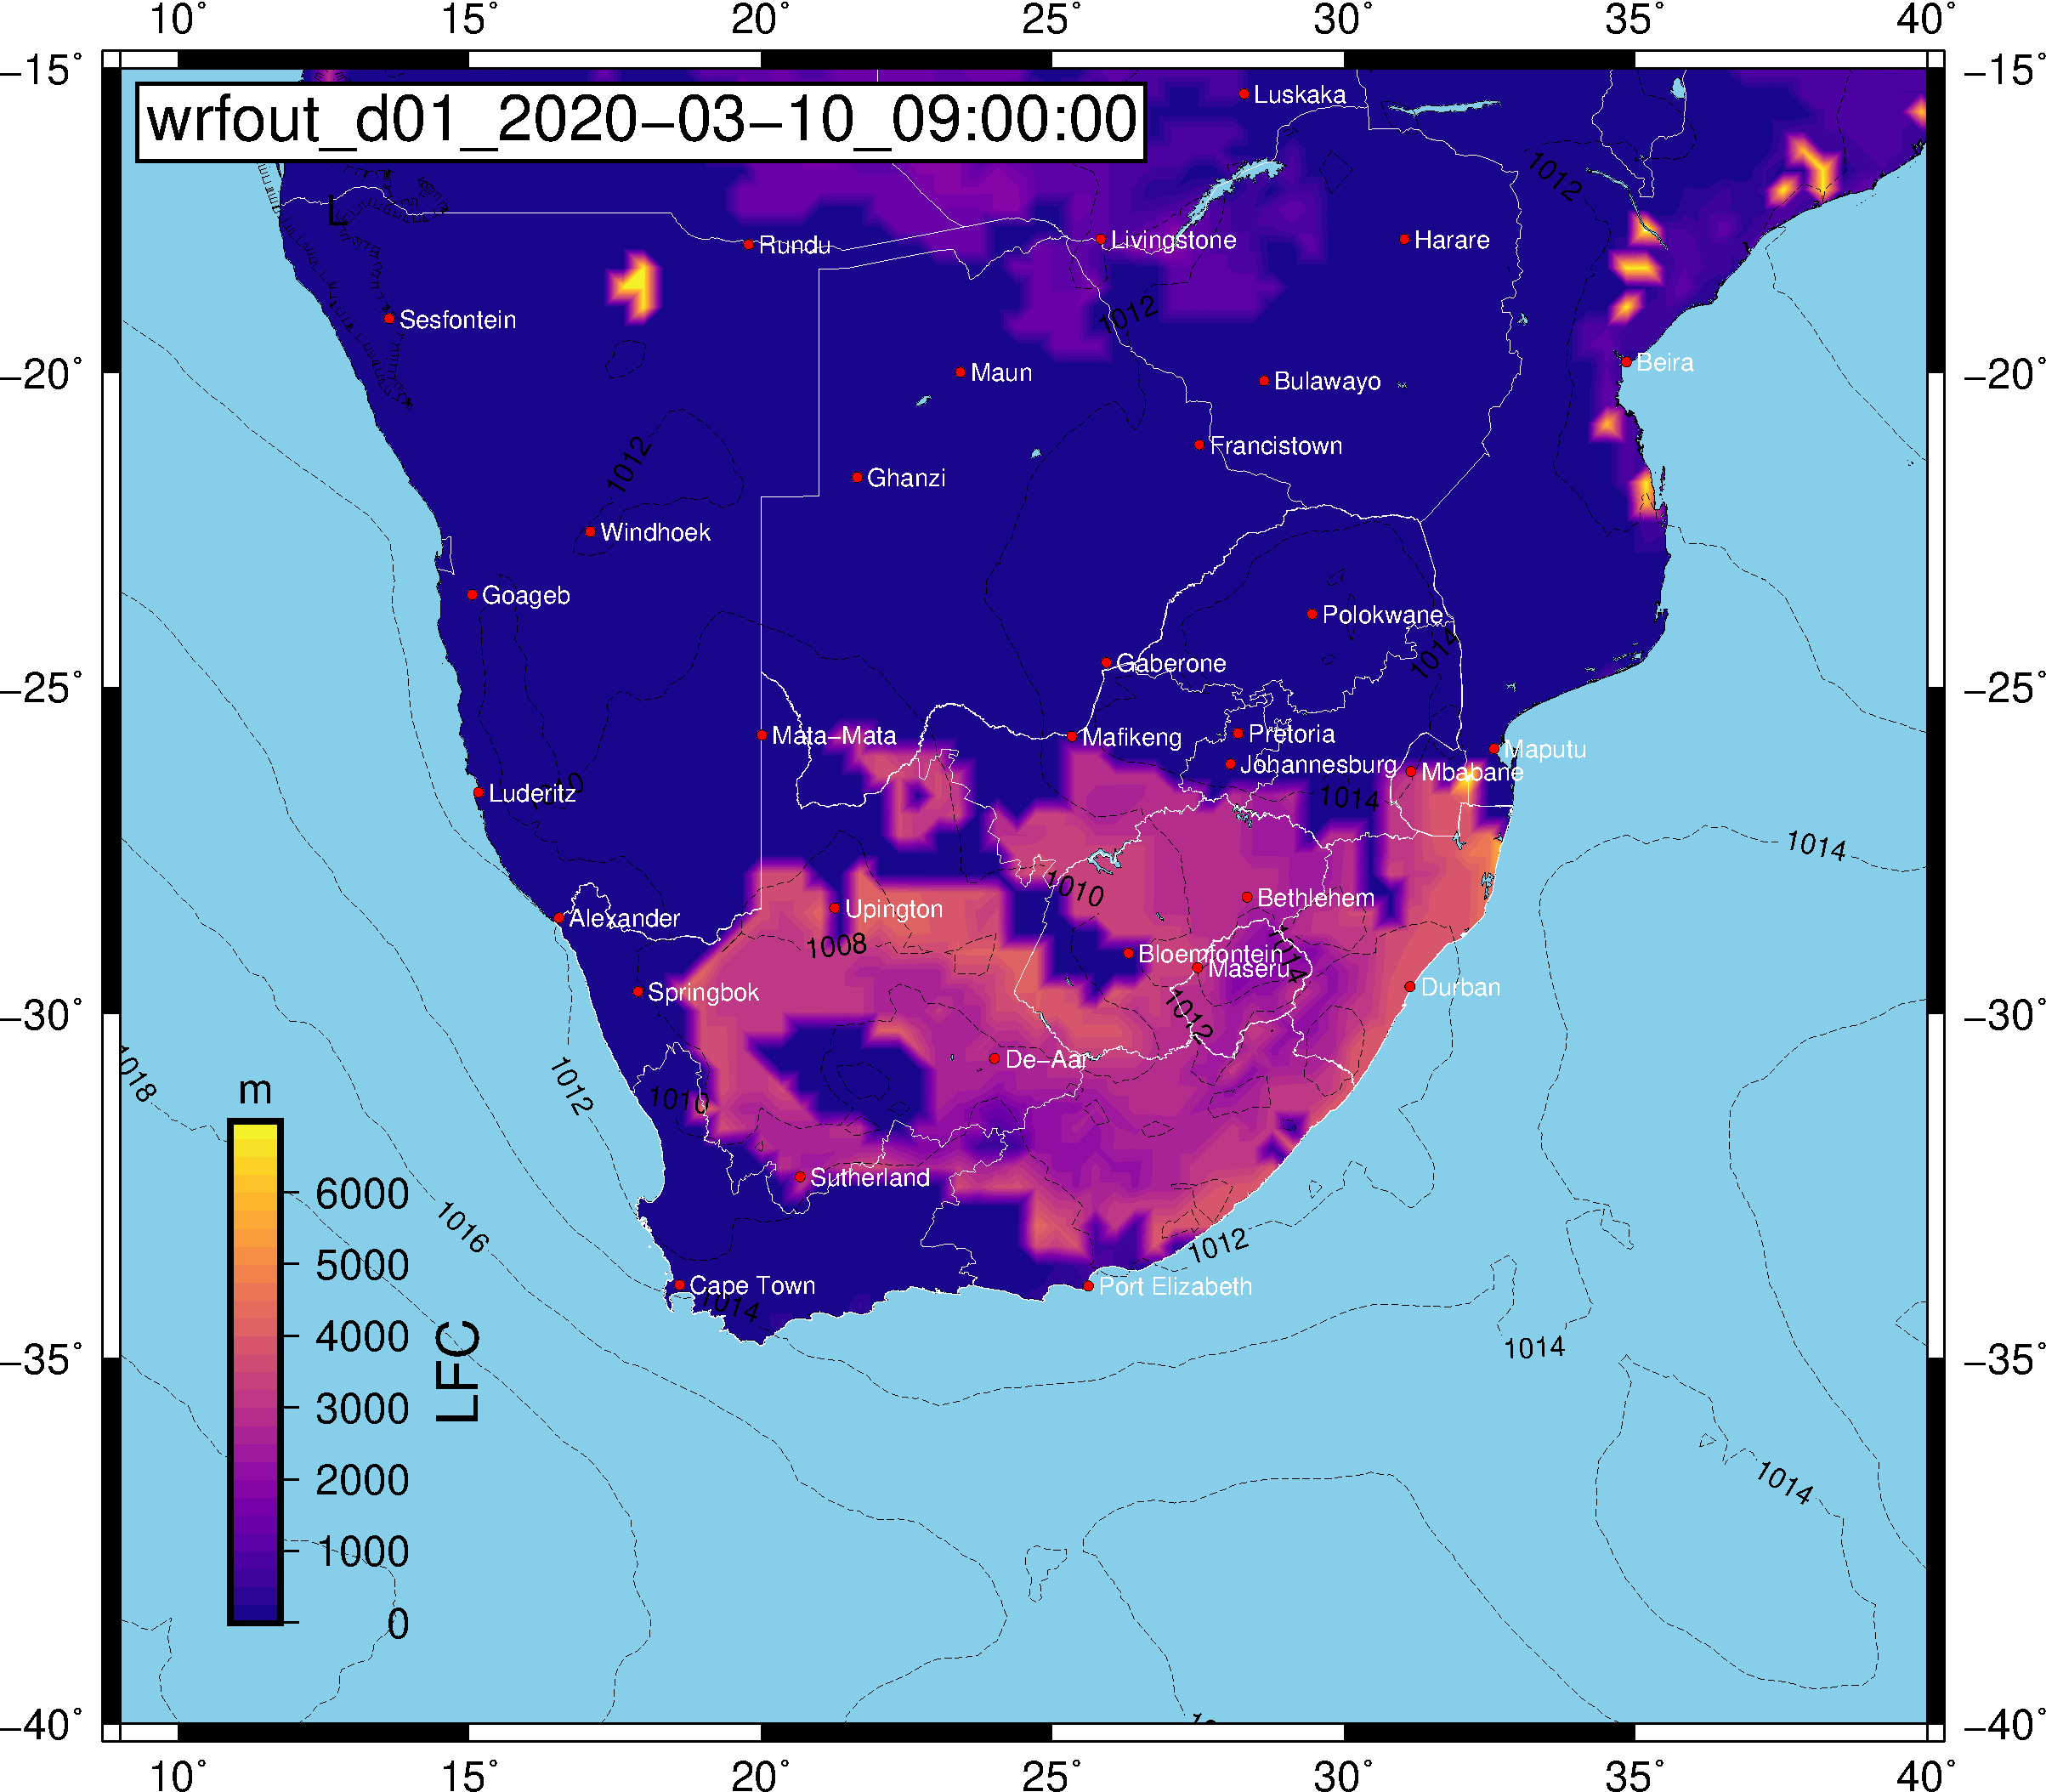 10° 15° 20° 25° 30° 35° 40°
−15° −15°
wrfout_d01_2020−03−10_09:00:00
Luskaka
1012
L
Rundu
Livingstone
Harare
Sesfontein
1012
Beira
−20° −20°
Maun
Bulawayo
Francistown
1012
Ghanzi
Windhoek
Goageb
Polokwane
1014
Gaberone
−25° −25°
Mata−Mata
Mafikeng
Pretoria
Maputu
Johannesburg
Mbabane
Luderitz
1014
1014
1010
Bethlehem
Upington
Alexander
1008
Bloemfontein
1014
Maseru
Springbok
Durban
1012
−30° −30°
De−Aar
1018
1012
1010
m
Sutherland
6000
1016
1012
5000
Cape Town
Port Elizabeth
1014
4000
1014
LFC
−35° −35°
3000
2000
1014
1000
0
−40° −40°
10° 15° 20° 25° 30° 35° 40°